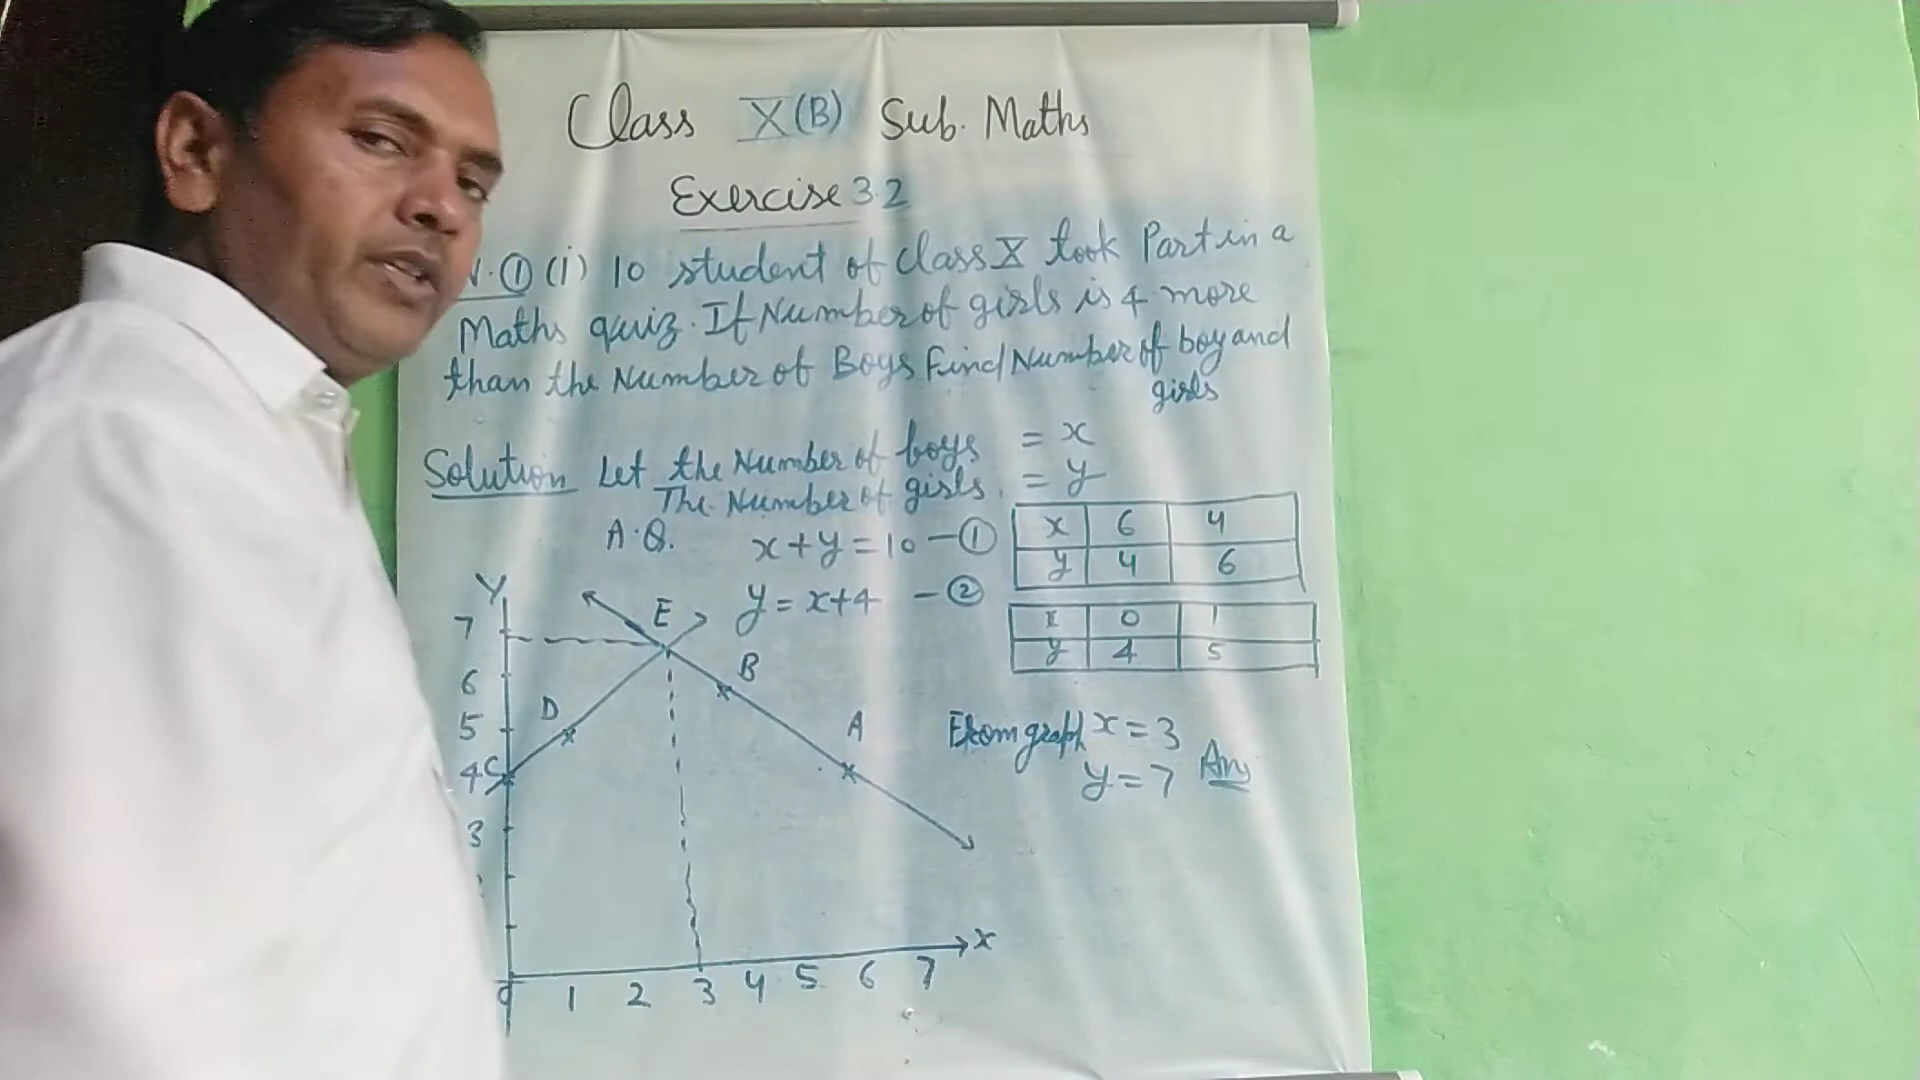 Class X(B) Sub. Maths
Exercise 3.2
N.① (i) 10 student of class X took Part in a
Maths quiz. If Number of girls is 4 more
than the Number of Boys Find Number of boy and
girls
Solution Let the Number of boys = x
The Number of girls = y
A.Q. x+y=10 —①
y=x+4 —②
x 6 4
y 4 6
x 0 1
y 4 5
From graph x=3
y=7 Ans
Y
7
6
5
4
3
E
B
D
A
C
X
0 1 2 3 4 5 6 7